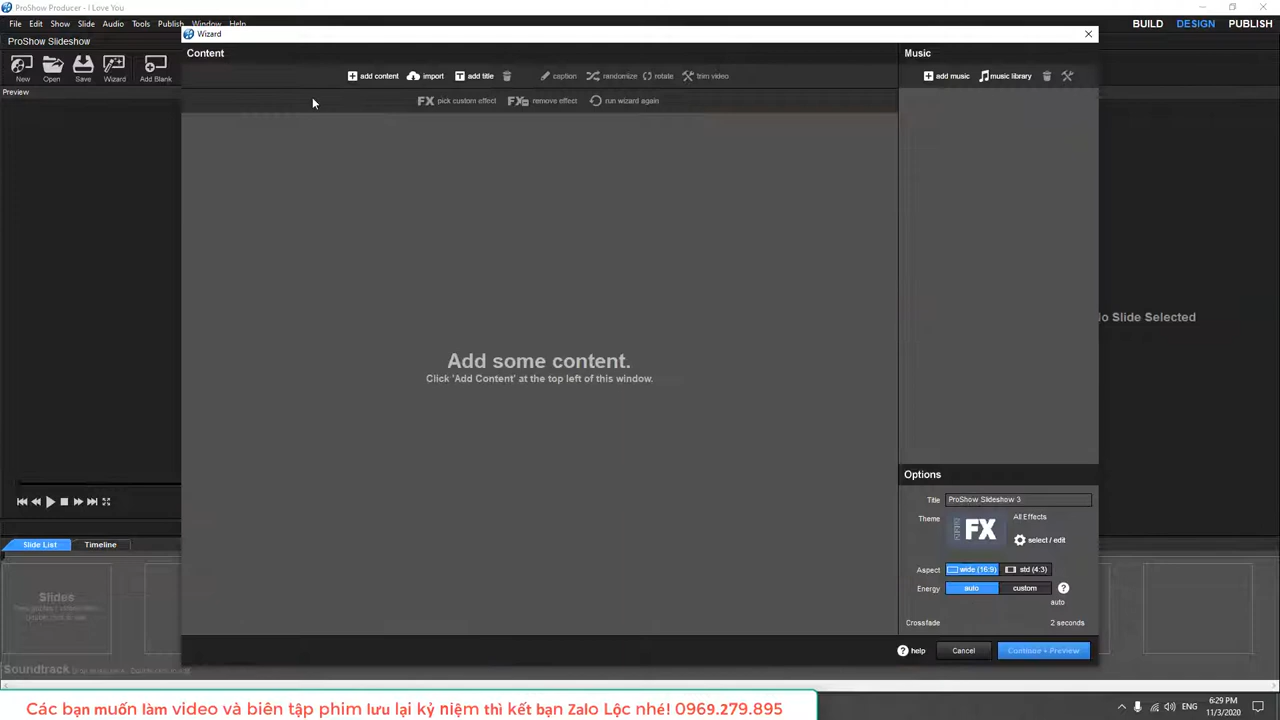 ProShow Producer - I Love You
File Edit Show Slide Audio Tools Publish Window Help
BUILD DESIGN PUBLISH
ProShow Slideshow
New Open Save Wizard Add Blank
Preview
Wizard
Content
add content import T add title caption randomize rotate trim video
FX pick custom effect FX remove effect run wizard again
Music
add music music library
Add some content.
Click 'Add Content' at the top left of this window.
No Slide Selected
Options
Title ProShow Slideshow 3
Theme FX All Effects
select / edit
Aspect wide (16:9) std (4:3)
Energy auto custom ?
auto
Crossfade 2 seconds
? help Cancel Continue + Preview
Slide List Timeline
Slides
Soundtrack
ENG
6:29 PM
11/3/2020
Các bạn muốn làm video và biên tập phim lưu lại kỷ niệm thì kết bạn Zalo Lộc nhé! 0969.279.895